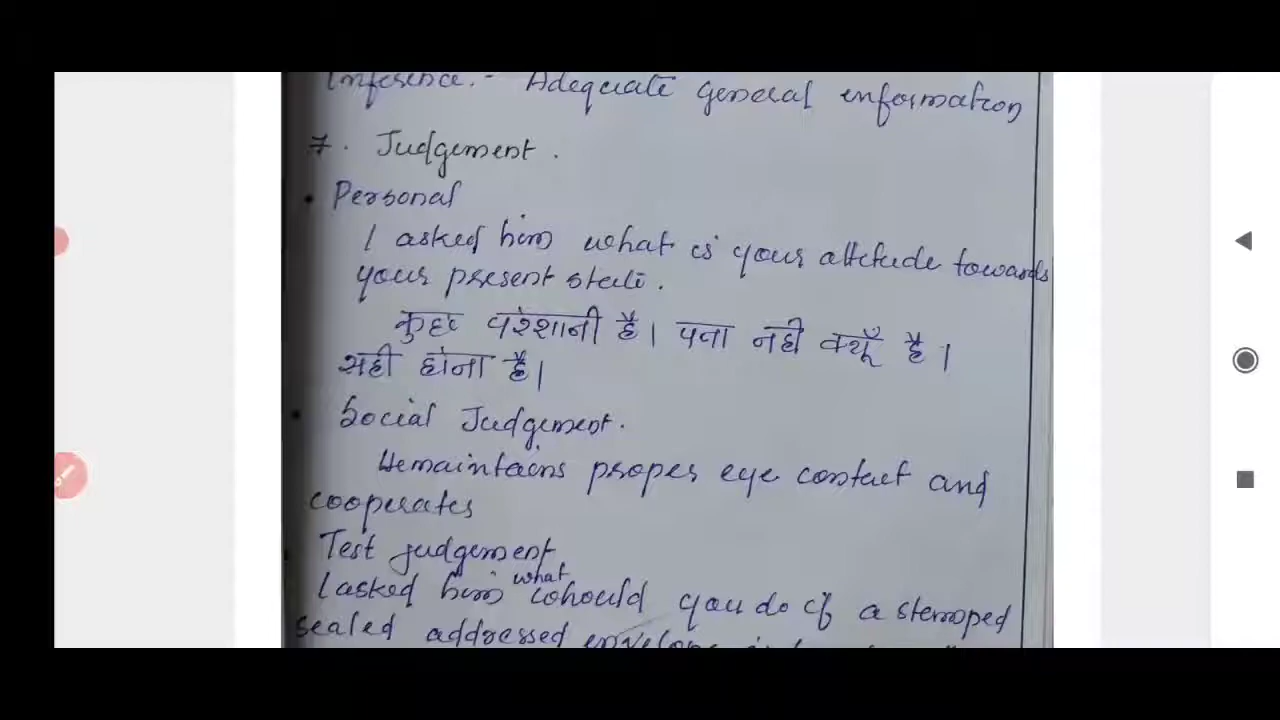 Inference. - Adequate general information
7. Judgement.
• Personal
I asked him what is your attitude towards
your present state.
कुछ परेशानी है। पता नही क्यूँ है।
सही होना है।
• Social Judgement.
He maintains proper eye contact and
cooperates
• Test judgement
I asked him what whould you do if a stamped
sealed addressed envelope